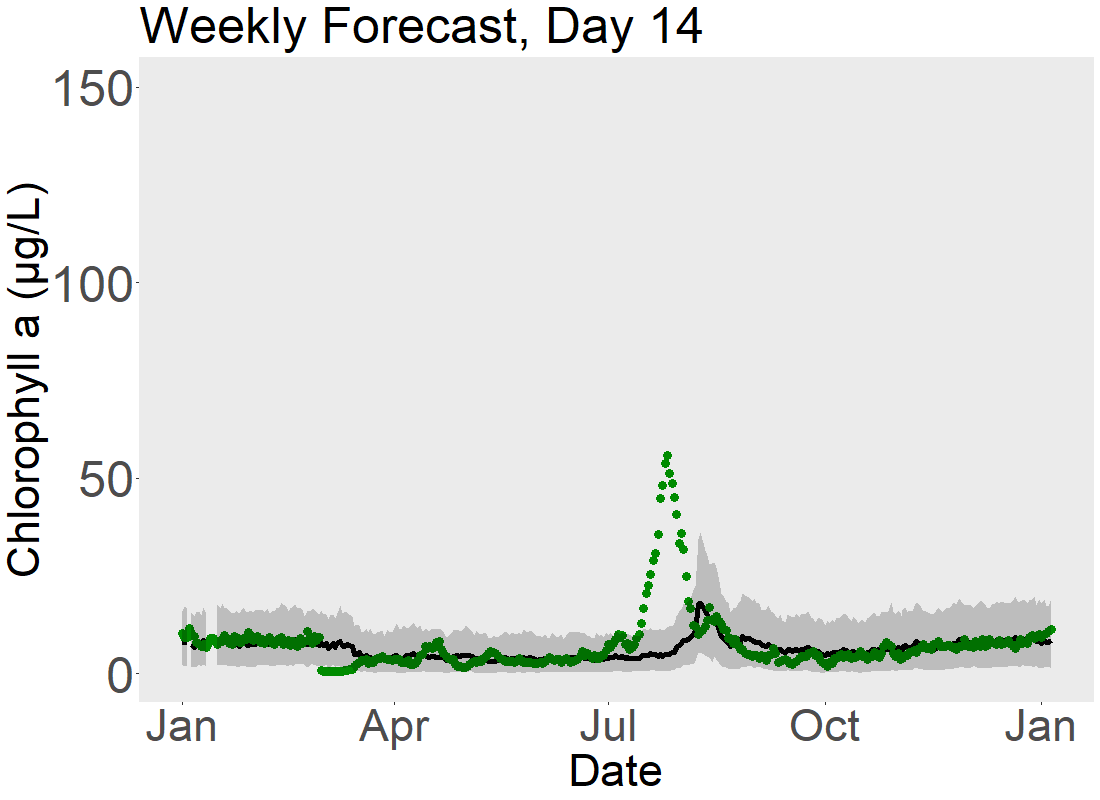 Weekly Forecast, Day 14
Chlorophyll a (µg/L)
150
100
50
0
Jan Apr Jul Oct Jan
Date